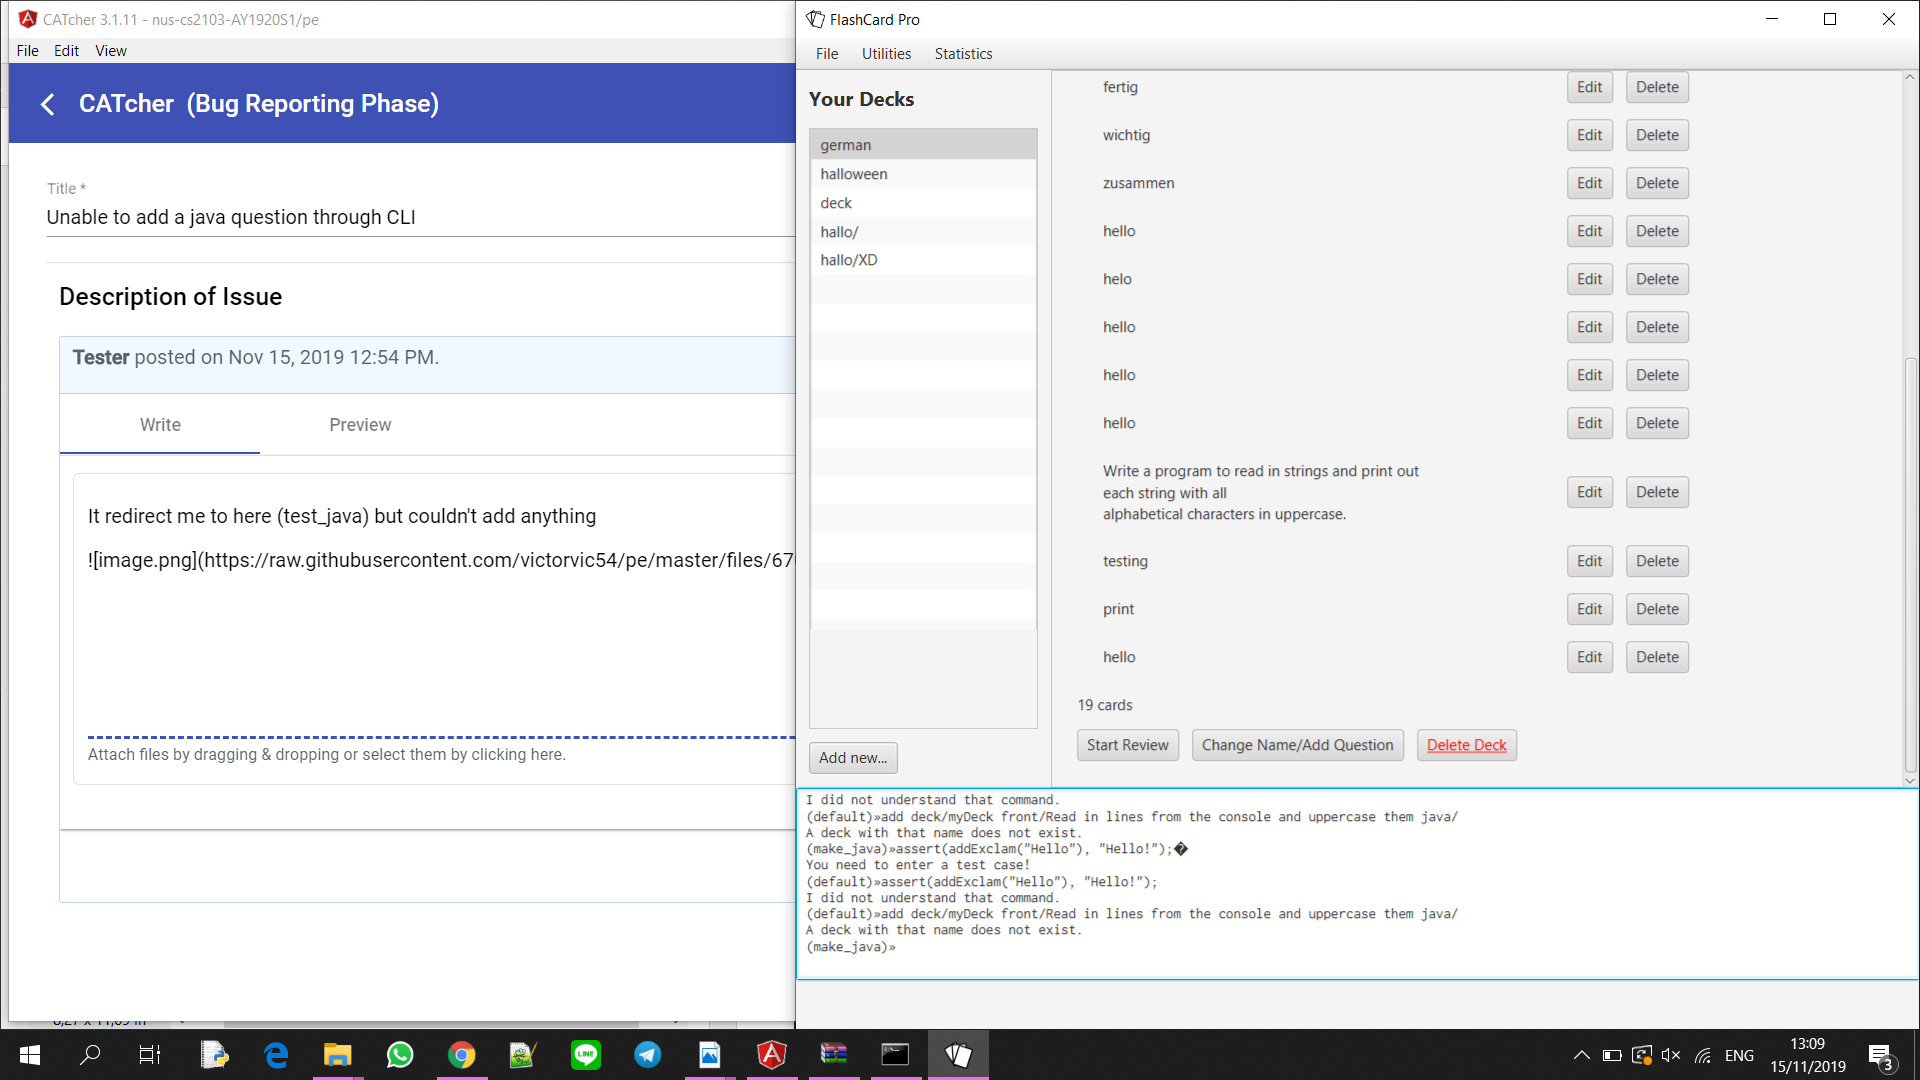 CATcher 3.1.11 - nus-cs2103-AY1920S1/pe
File Edit View
CATcher (Bug Reporting Phase)
Title *
Unable to add a java question through CLI
Description of Issue
Tester posted on Nov 15, 2019 12:54 PM.
Write Preview
It redirect me to here (test_java) but couldn't add anything
![image.png](https://raw.githubusercontent.com/victorvic54/pe/master/files/67
Attach files by dragging & dropping or select them by clicking here.
FlashCard Pro
File Utilities Statistics
Your Decks
german
halloween
deck
hallo/
hallo/XD
Add new...
fertig Edit Delete
wichtig Edit Delete
zusammen Edit Delete
hello Edit Delete
helo Edit Delete
hello Edit Delete
hello Edit Delete
hello Edit Delete
Write a program to read in strings and print out
each string with all
alphabetical characters in uppercase.
Edit Delete
testing Edit Delete
print Edit Delete
hello Edit Delete
19 cards
Start Review Change Name/Add Question Delete Deck
I did not understand that command.
(default)»add deck/myDeck front/Read in lines from the console and uppercase them java/
A deck with that name does not exist.
(make_java)»assert(addExclam("Hello"), "Hello!");�
You need to enter a test case!
(default)»assert(addExclam("Hello"), "Hello!");
I did not understand that command.
(default)»add deck/myDeck front/Read in lines from the console and uppercase them java/
A deck with that name does not exist.
(make_java)»
LINE
ENG
13:09
15/11/2019
3